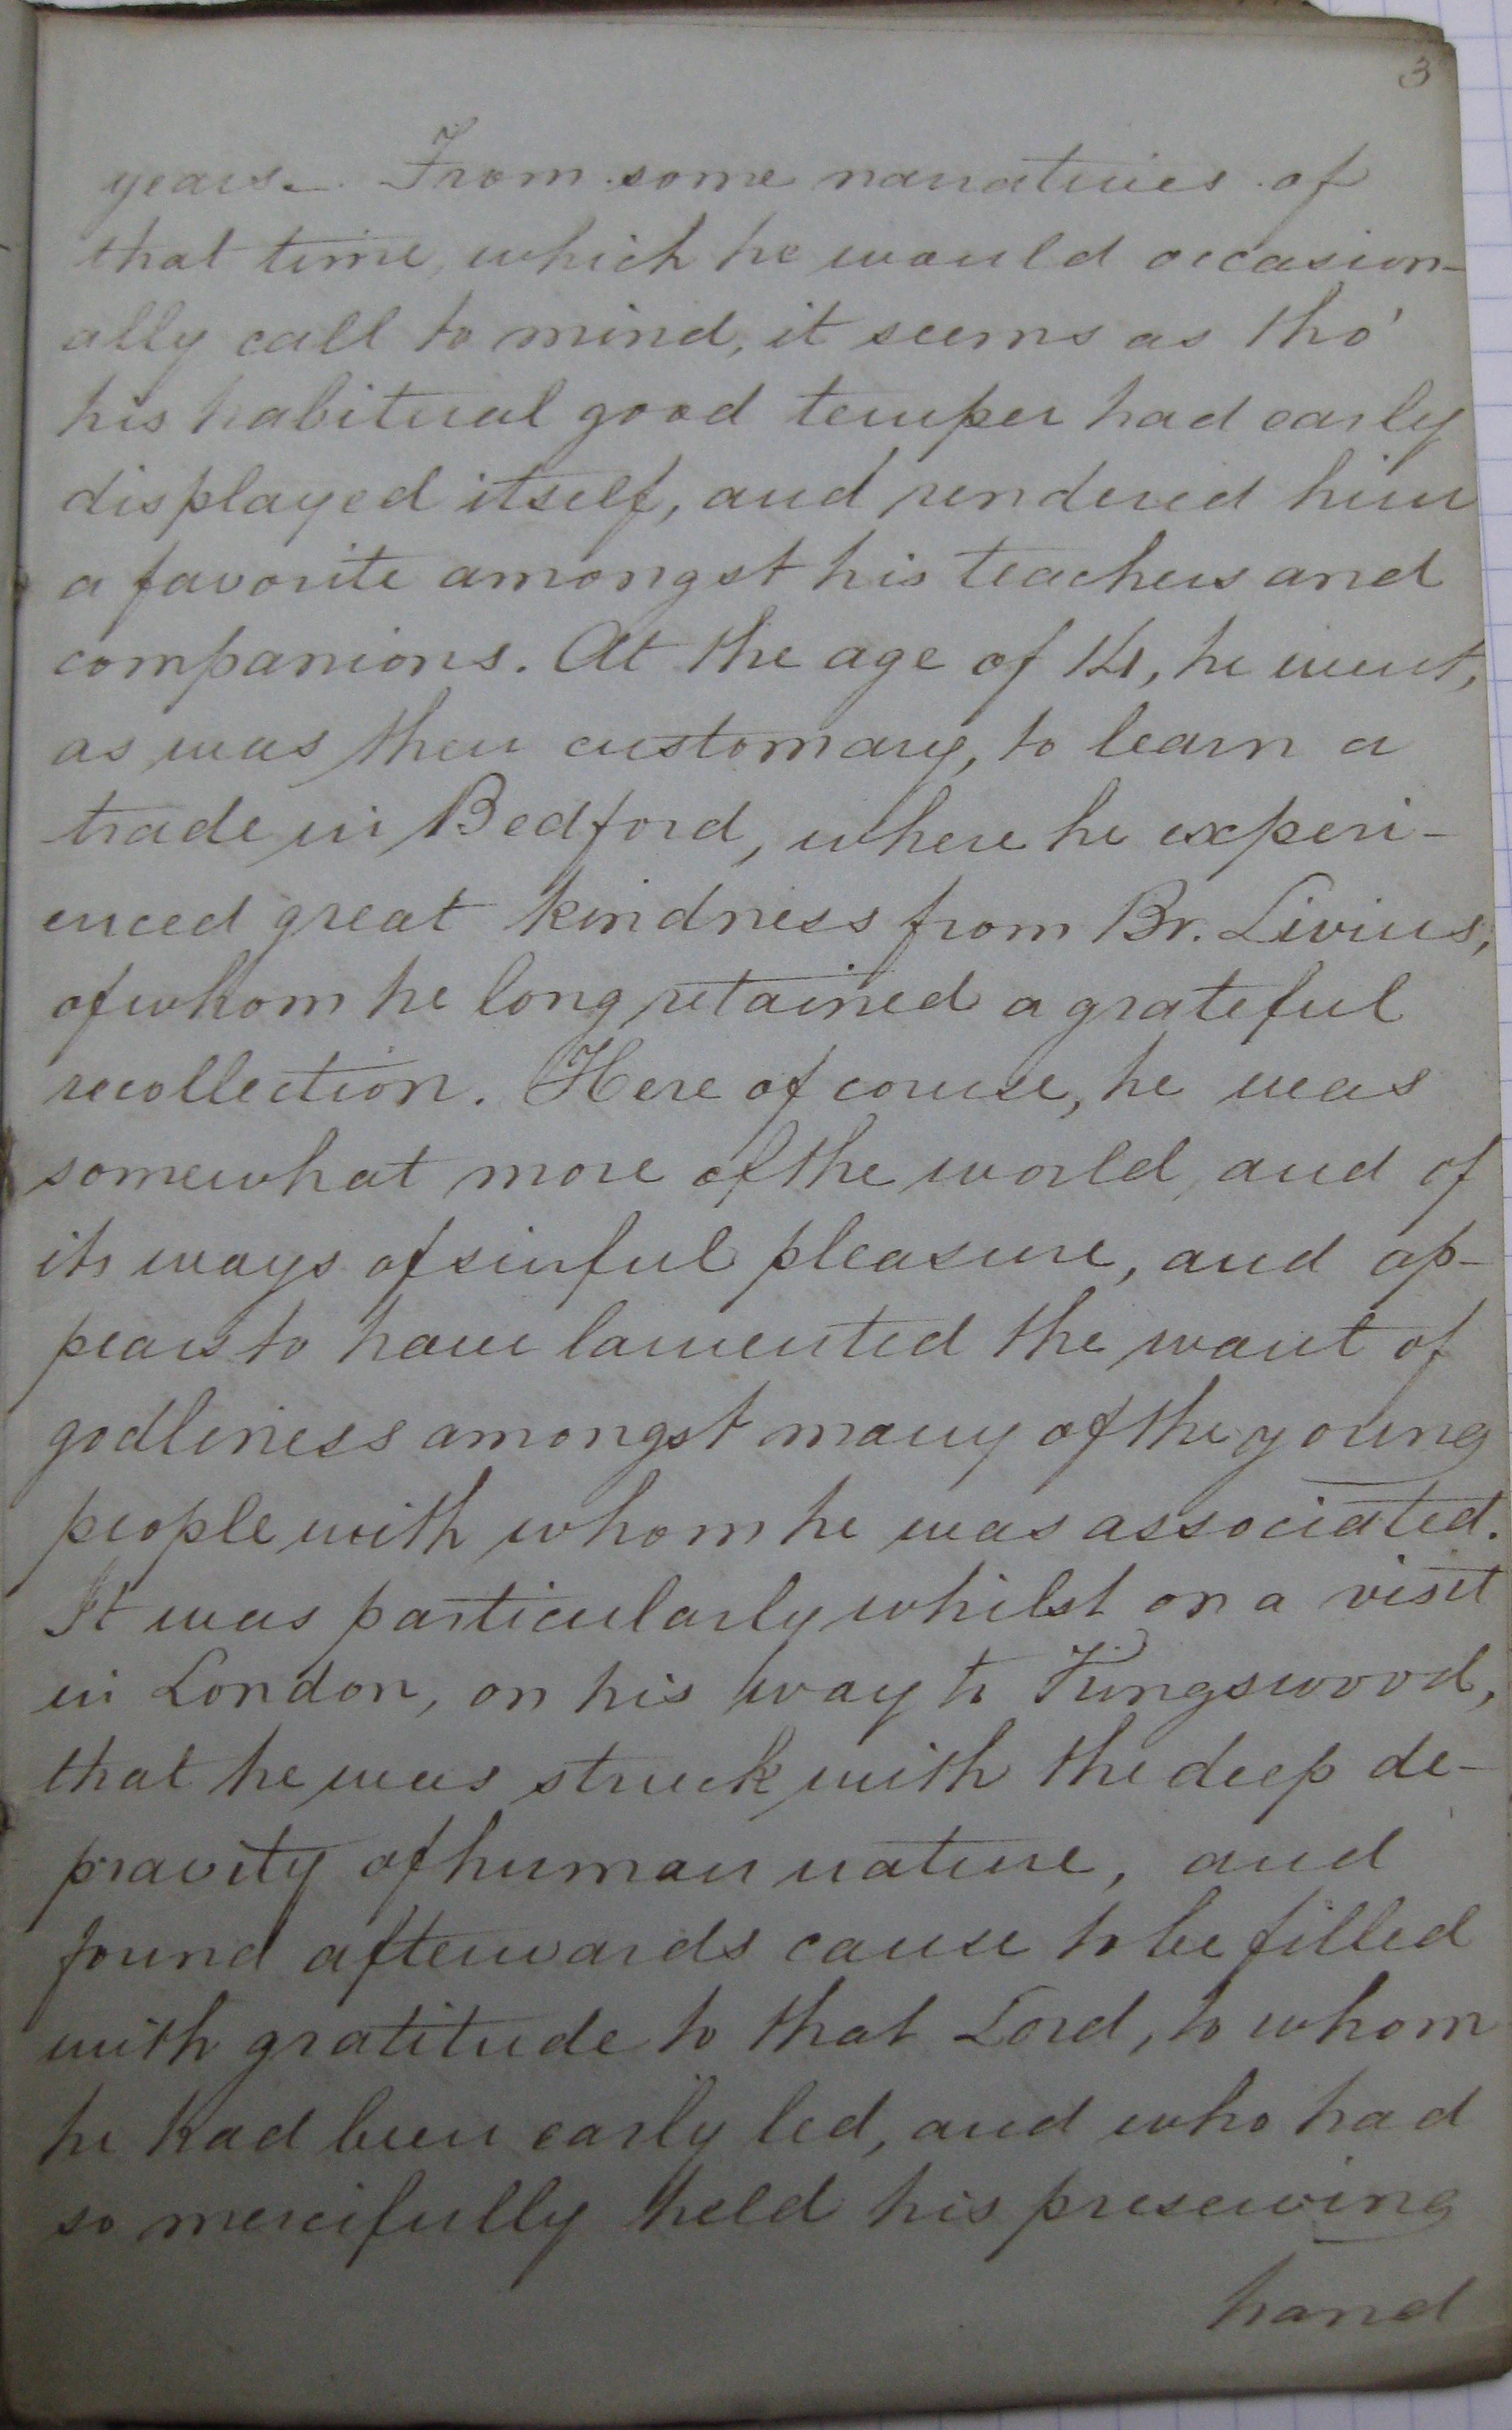 3
years. From some narratives of
that time, which he would occasion-
ally call to mind, it seems as tho'
his habitual good temper had early
displayed itself, and rendered him
a favorite amongst his teachers and
companions. At the age of 14, he went,
as was then customary, to learn a
trade in Bedford, where he experi-
enced great kindness from Br. Livius,
of whom he long retained a grateful
recollection. Here of course, he was
somewhat more of the world, and of
its ways of sinful pleasure, and ap-
pears to have lamented the want of
godliness amongst many of the young
people with whom he was associated.
It was particularly whilst on a visit
in London, on his way to Kingswood,
that he was struck with the deep de-
pravity of human nature, and
found afterwards cause to be filled
with gratitude to that Lord, to whom
he had been early led, and who had
so mercifully held his preserving
hand